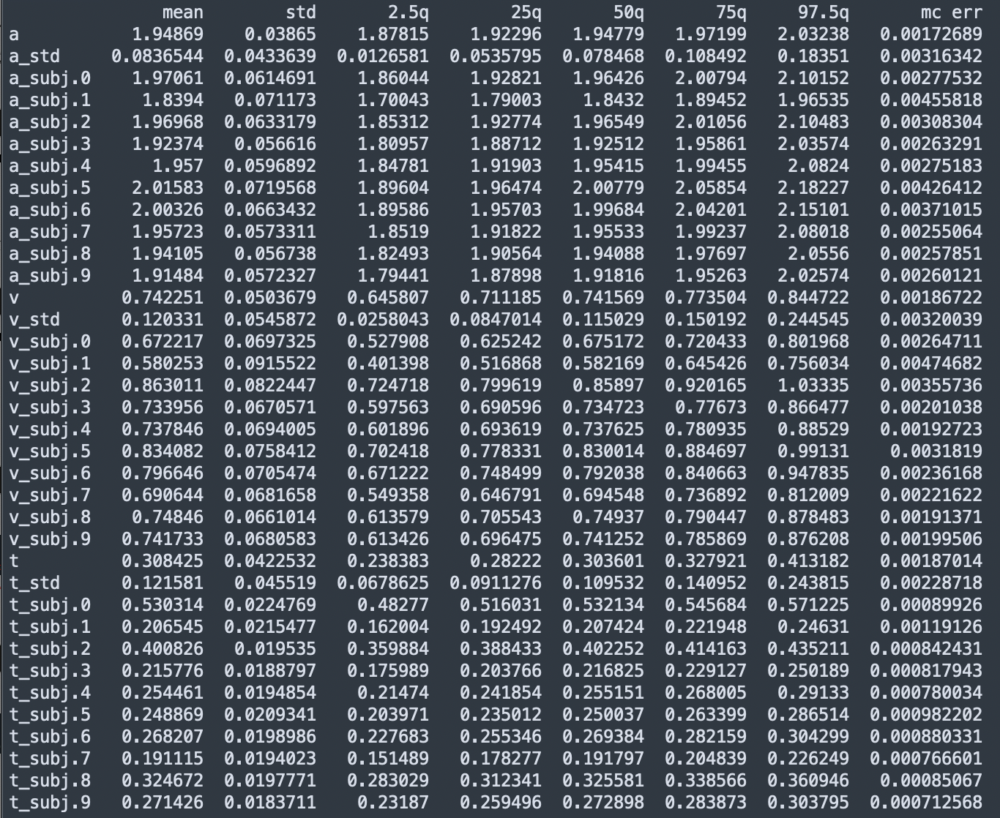 mean std 2.5q 25q 50q 75q 97.5q mc err
a 1.94869 0.03865 1.87815 1.92296 1.94779 1.97199 2.03238 0.00172689
a_std 0.0836544 0.0433639 0.0126581 0.0535795 0.078468 0.108492 0.18351 0.00316342
a_subj.0 1.97061 0.0614691 1.86044 1.92821 1.96426 2.00794 2.10152 0.00277532
a_subj.1 1.8394 0.071173 1.70043 1.79003 1.8432 1.89452 1.96535 0.00455818
a_subj.2 1.96968 0.0633179 1.85312 1.92774 1.96549 2.01056 2.10483 0.00308304
a_subj.3 1.92374 0.056616 1.80957 1.88712 1.92512 1.95861 2.03574 0.00263291
a_subj.4 1.957 0.0596892 1.84781 1.91903 1.95415 1.99455 2.0824 0.00275183
a_subj.5 2.01583 0.0719568 1.89604 1.96474 2.00779 2.05854 2.18227 0.00426412
a_subj.6 2.00326 0.0663432 1.89586 1.95703 1.99684 2.04201 2.15101 0.00371015
a_subj.7 1.95723 0.0573311 1.8519 1.91822 1.95533 1.99237 2.08018 0.00255064
a_subj.8 1.94105 0.056738 1.82493 1.90564 1.94088 1.97697 2.0556 0.00257851
a_subj.9 1.91484 0.0572327 1.79441 1.87898 1.91816 1.95263 2.02574 0.00260121
v 0.742251 0.0503679 0.645807 0.711185 0.741569 0.773504 0.844722 0.00186722
v_std 0.120331 0.0545872 0.0258043 0.0847014 0.115029 0.150192 0.244545 0.00320039
v_subj.0 0.672217 0.0697325 0.527908 0.625242 0.675172 0.720433 0.801968 0.00264711
v_subj.1 0.580253 0.0915522 0.401398 0.516868 0.582169 0.645426 0.756034 0.00474682
v_subj.2 0.863011 0.0822447 0.724718 0.799619 0.85897 0.920165 1.03335 0.00355736
v_subj.3 0.733956 0.0670571 0.597563 0.690596 0.734723 0.77673 0.866477 0.00201038
v_subj.4 0.737846 0.0694005 0.601896 0.693619 0.737625 0.780935 0.88529 0.00192723
v_subj.5 0.834082 0.0758412 0.702418 0.778331 0.830014 0.884697 0.99131 0.0031819
v_subj.6 0.796646 0.0705474 0.671222 0.748499 0.792038 0.840663 0.947835 0.00236168
v_subj.7 0.690644 0.0681658 0.549358 0.646791 0.694548 0.736892 0.812009 0.00221622
v_subj.8 0.74846 0.0661014 0.613579 0.705543 0.74937 0.790447 0.878483 0.00191371
v_subj.9 0.741733 0.0680583 0.613426 0.696475 0.741252 0.785869 0.876208 0.00199506
t 0.308425 0.0422532 0.238383 0.28222 0.303601 0.327921 0.413182 0.00187014
t_std 0.121581 0.045519 0.0678625 0.0911276 0.109532 0.140952 0.243815 0.00228718
t_subj.0 0.530314 0.0224769 0.48277 0.516031 0.532134 0.545684 0.571225 0.00089926
t_subj.1 0.206545 0.0215477 0.162004 0.192492 0.207424 0.221948 0.24631 0.00119126
t_subj.2 0.400826 0.019535 0.359884 0.388433 0.402252 0.414163 0.435211 0.000842431
t_subj.3 0.215776 0.0188797 0.175989 0.203766 0.216825 0.229127 0.250189 0.000817943
t_subj.4 0.254461 0.0194854 0.21474 0.241854 0.255151 0.268005 0.29133 0.000780034
t_subj.5 0.248869 0.0209341 0.203971 0.235012 0.250037 0.263399 0.286514 0.000982202
t_subj.6 0.268207 0.0198986 0.227683 0.255346 0.269384 0.282159 0.304299 0.000880331
t_subj.7 0.191115 0.0194023 0.151489 0.178277 0.191797 0.204839 0.226249 0.000766601
t_subj.8 0.324672 0.0197771 0.283029 0.312341 0.325581 0.338566 0.360946 0.00085067
t_subj.9 0.271426 0.0183711 0.23187 0.259496 0.272898 0.283873 0.303795 0.000712568